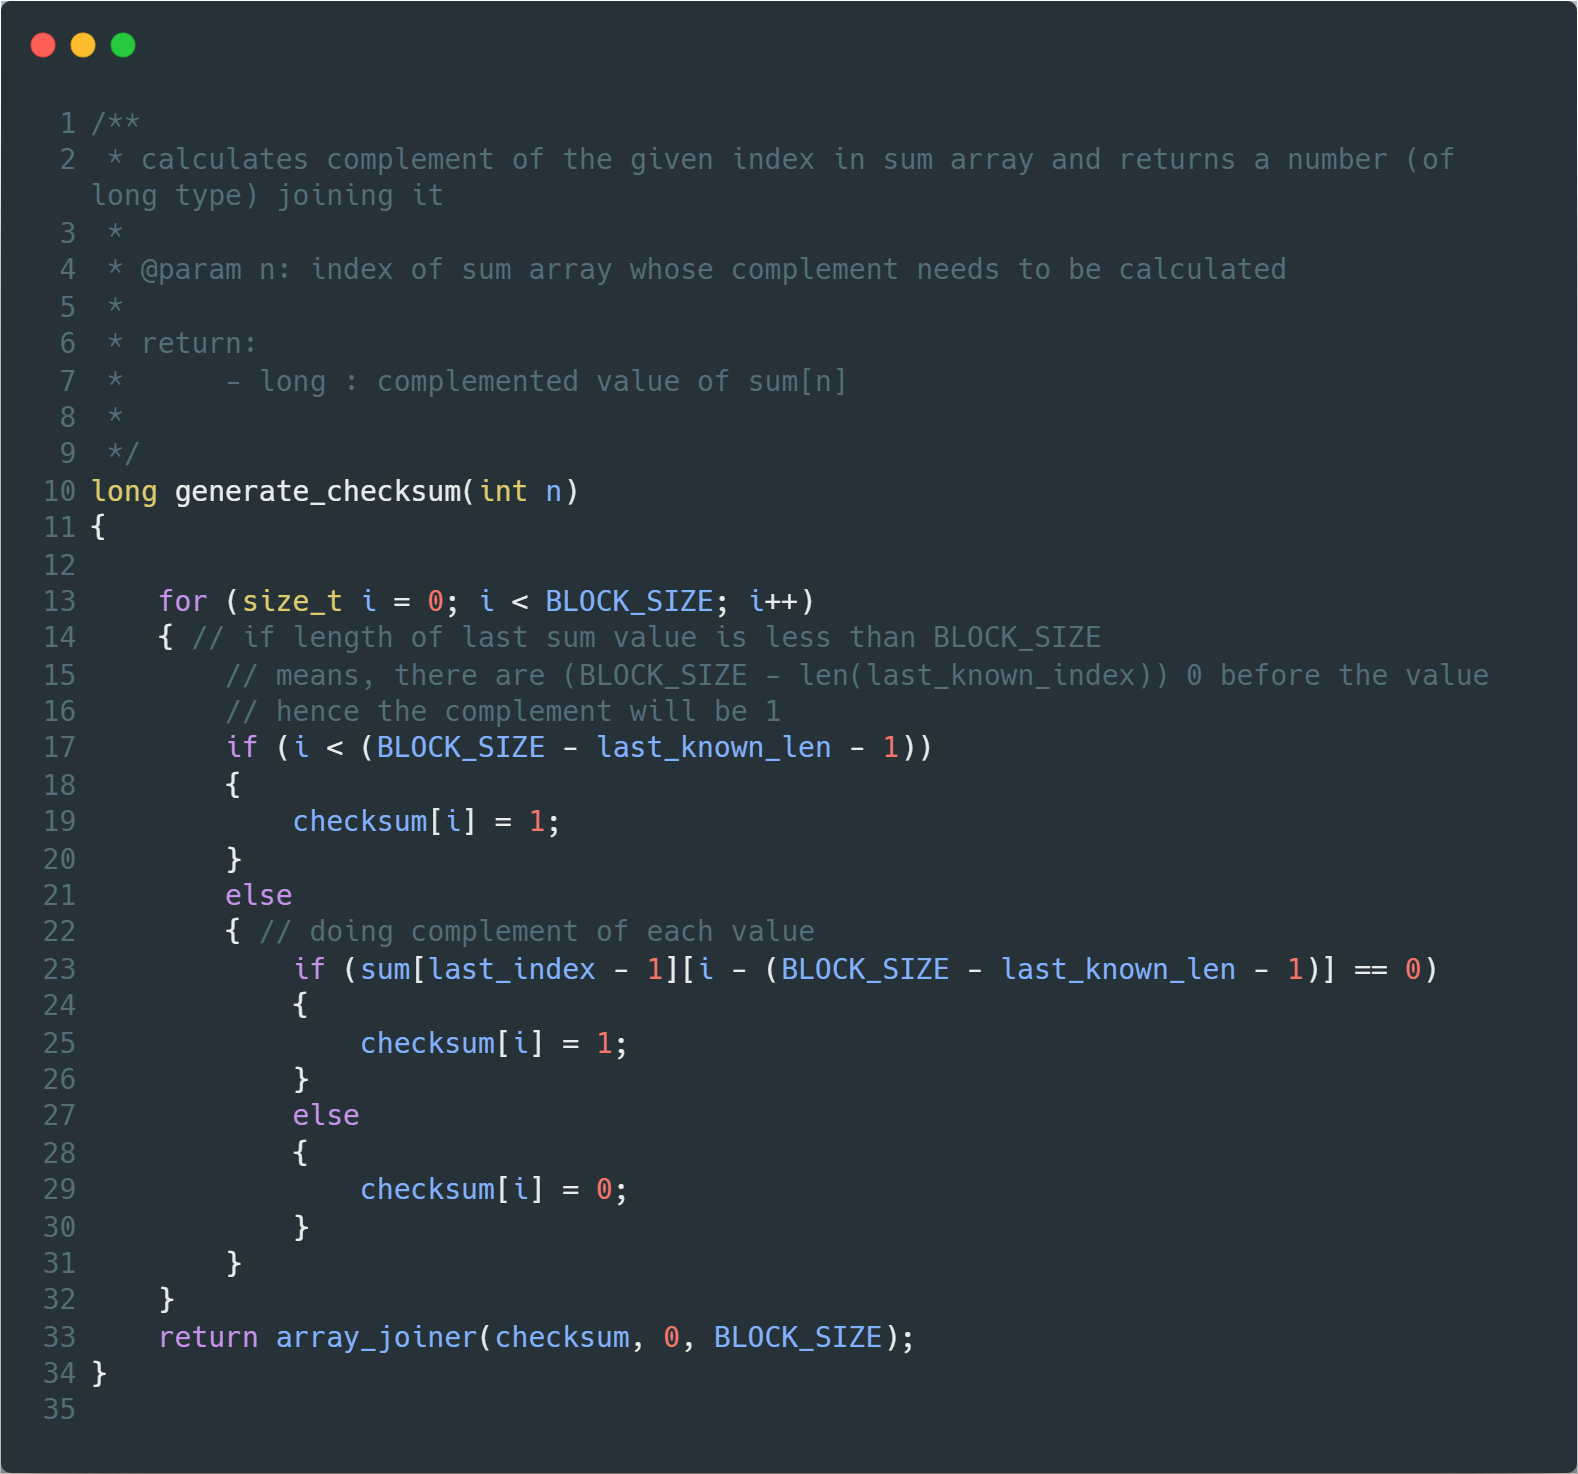 1 /**
2  * calculates complement of the given index in sum array and returns a number (of
long type) joining it
3  *
4  * @param n: index of sum array whose complement needs to be calculated
5  *
6  * return:
7  *      - long : complemented value of sum[n]
8  *
9  */
10 long generate_checksum(int n)
11 {
12
13     for (size_t i = 0; i < BLOCK_SIZE; i++)
14     { // if length of last sum value is less than BLOCK_SIZE
15         // means, there are (BLOCK_SIZE - len(last_known_index)) 0 before the value
16         // hence the complement will be 1
17         if (i < (BLOCK_SIZE - last_known_len - 1))
18         {
19             checksum[i] = 1;
20         }
21         else
22         { // doing complement of each value
23             if (sum[last_index - 1][i - (BLOCK_SIZE - last_known_len - 1)] == 0)
24             {
25                 checksum[i] = 1;
26             }
27             else
28             {
29                 checksum[i] = 0;
30             }
31         }
32     }
33     return array_joiner(checksum, 0, BLOCK_SIZE);
34 }
35